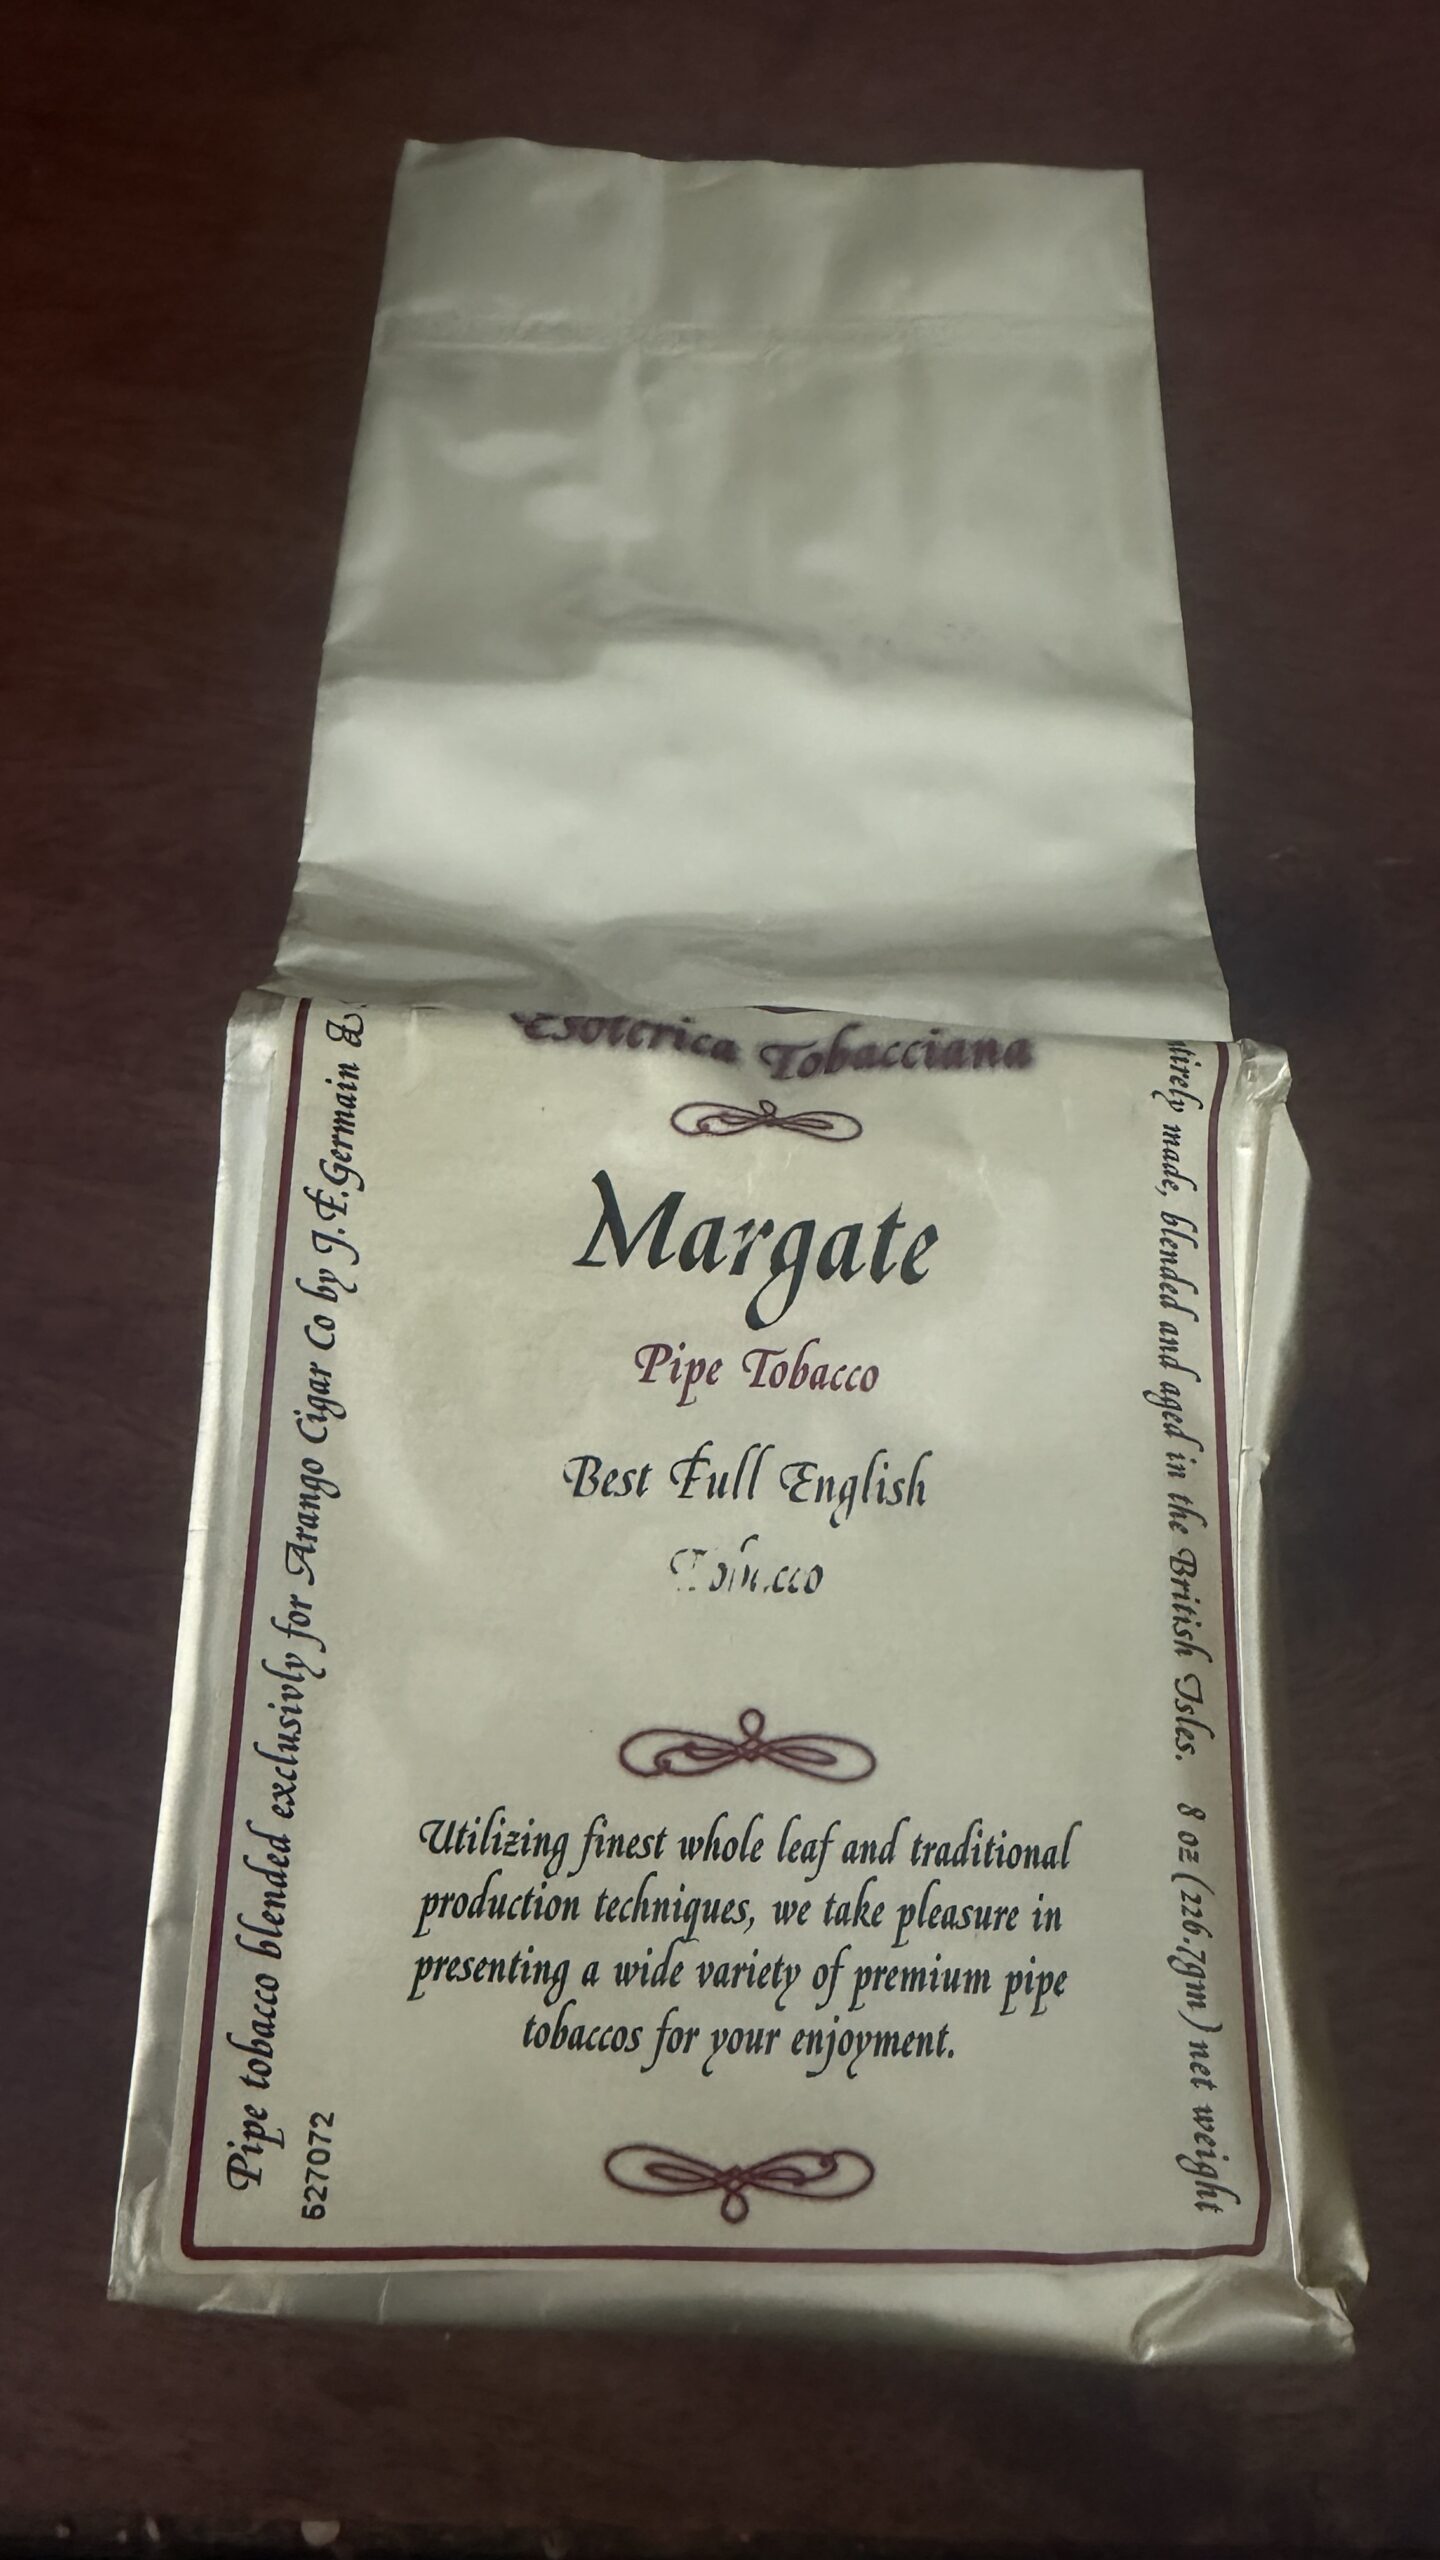 Esoterica Tobacciana
Margate
Pipe Tobacco
Best Full English
Tobacco
Utilizing finest whole leaf and traditional
production techniques, we take pleasure in
presenting a wide variety of premium pipe
tobaccos for your enjoyment.
Pipe tobacco blended exclusivly for Arango Cigar Co by J.F.Germain &
627072
made, blended and aged in the British Isles. 8 oz (226.7gm) net weight